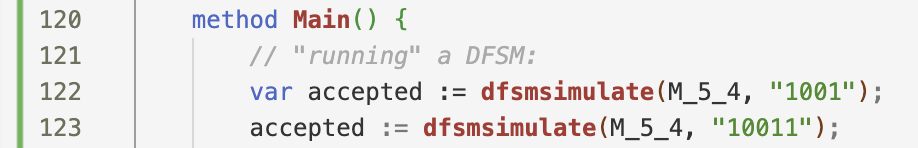 120 method Main() {
121 // "running" a DFSM:
122 var accepted := dfsmsimulate(M_5_4, "1001");
123 accepted := dfsmsimulate(M_5_4, "10011");